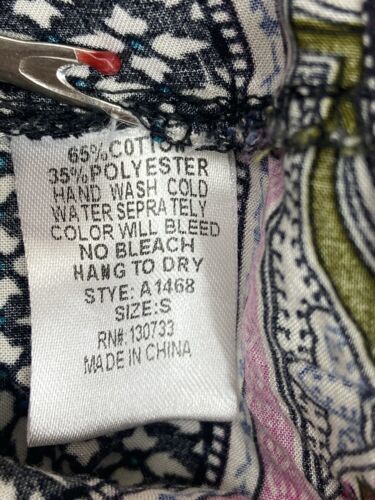 65% COTTON
35% POLYESTER
HAND WASH COLD
WATER SEPRATELY
COLOR WILL BLEED
NO BLEACH
HANG TO DRY
STYE: A1468
SIZE:S
RN#: 130733
MADE IN CHINA